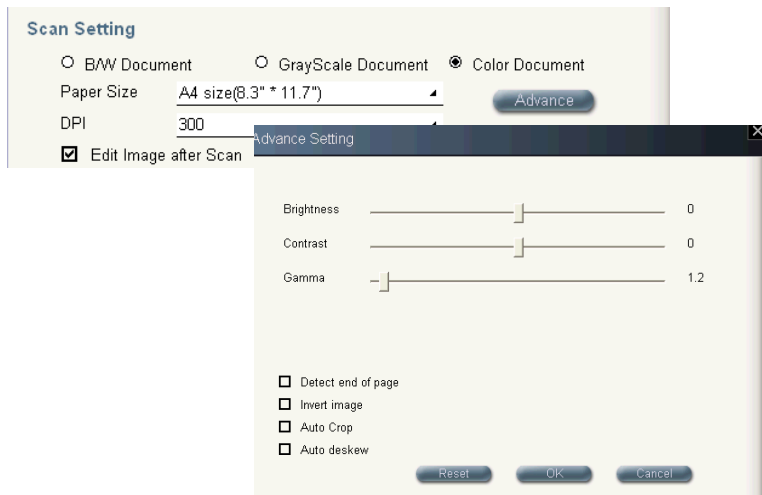 Scan Setting
B/W Document GrayScale Document Color Document
Paper Size A4 size(8.3" * 11.7")
Advance
DPI 300
Edit Image after Scan
Advance Setting
Brightness 0
Contrast 0
Gamma 1.2
Detect end of page
Invert image
Auto Crop
Auto deskew
Reset OK Cancel